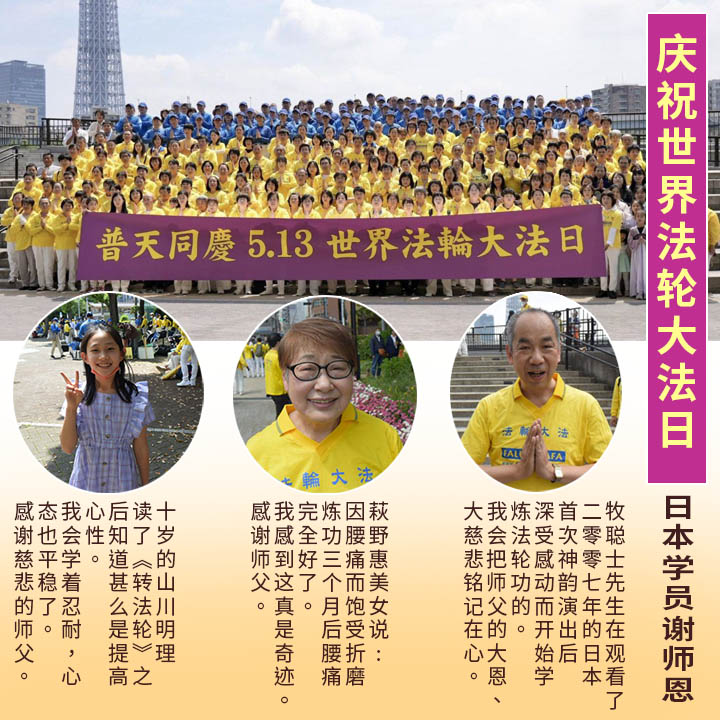 庆祝世界法轮大法日
日本学员谢师恩
普天同慶 5.13 世界法輪大法日
法輪大法
法輪大法
FALUN DAFA
牧聪士先生在观看了
二零零七年的日本
首次神韵演出后
深受感动而开始学
炼法轮功的。
我会把师父的大恩、
大慈悲铭记在心。
萩野惠美女说：
因腰痛而饱受折磨
炼功三个月后腰痛
完全好了。
我感到这真是奇迹。
感谢师父。
十岁的山川明理
读了《转法轮》之
后知道甚么是提高
心性。
我会学着忍耐，心
态也平稳了。
感谢慈悲的师父。